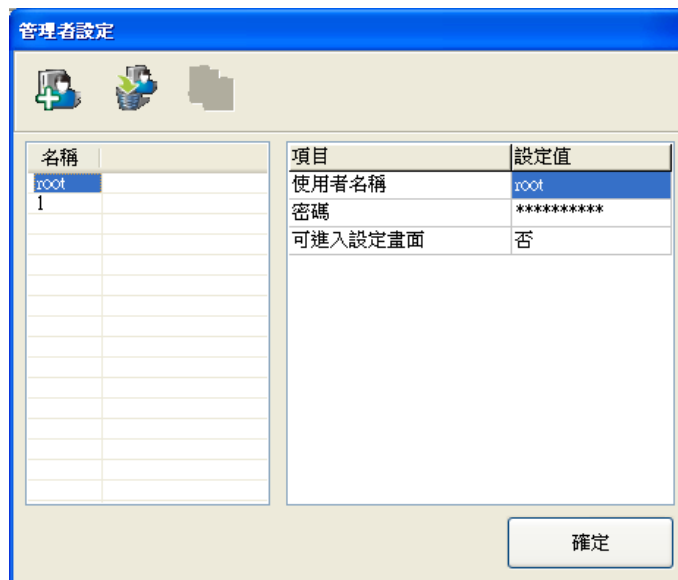 管理者設定
名稱
root
1
項目 設定值
使用者名稱 root
密碼 **********
可進入設定畫面 否
確定